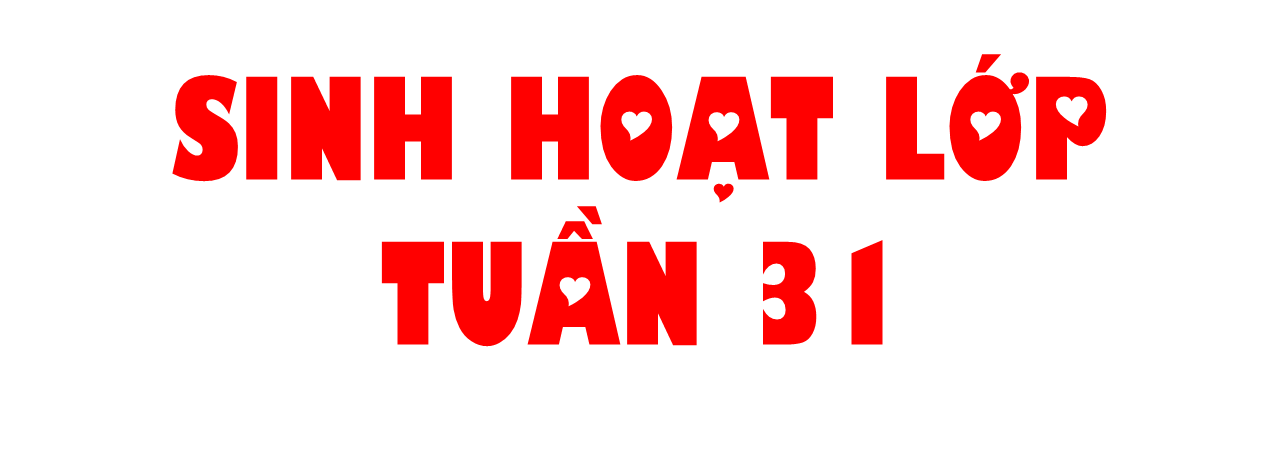 SINH HOẠT LỚP
TUẦN 31